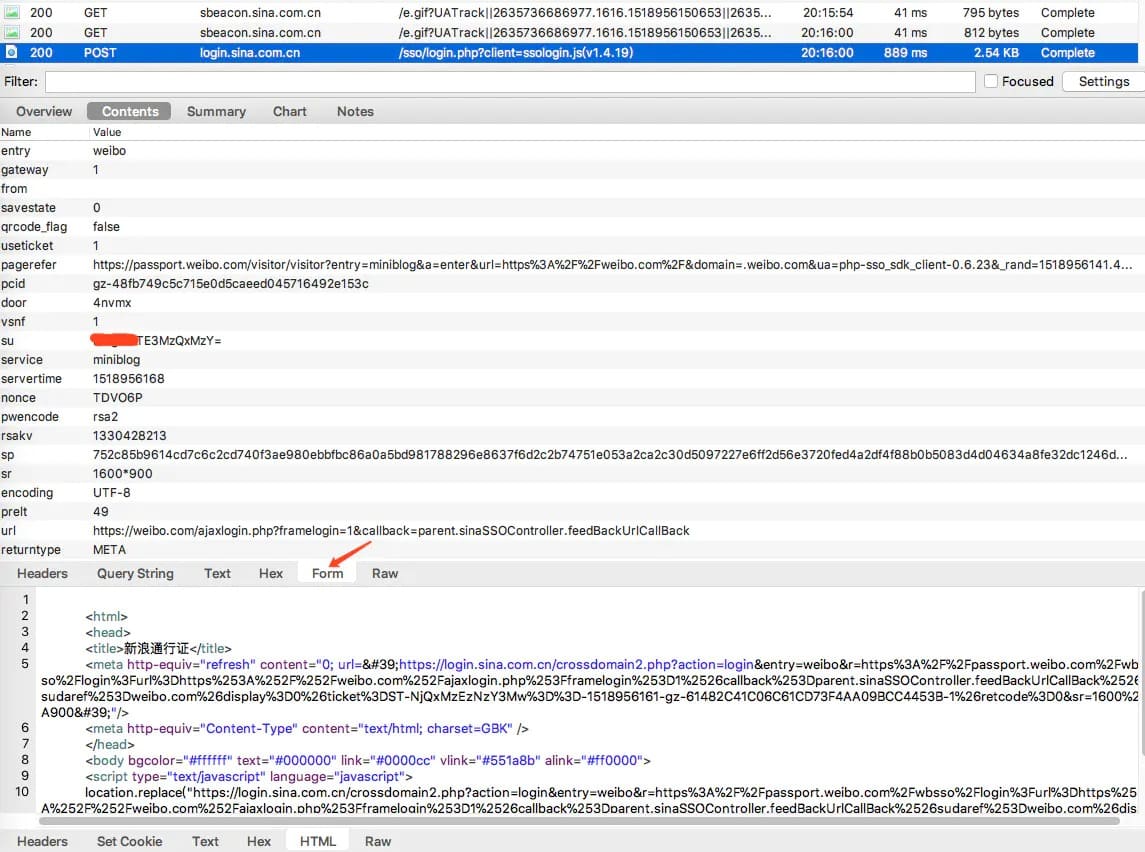 200 GET sbeacon.sina.com.cn /e.gif?UATrack||2635736686977.1616.1518956150653||2635... 20:15:54 41 ms 795 bytes Complete
200 GET sbeacon.sina.com.cn /e.gif?UATrack||2635736686977.1616.1518956150653||2635... 20:16:00 41 ms 812 bytes Complete
200 POST login.sina.com.cn /sso/login.php?client=ssologin.js(v1.4.19) 20:16:00 889 ms 2.54 KB Complete
Filter: Focused Settings
Overview Contents Summary Chart Notes
Name Value
entry weibo
gateway 1
from
savestate 0
qrcode_flag false
useticket 1
pagerefer https://passport.weibo.com/visitor/visitor?entry=miniblog&a=enter&url=https%3A%2F%2Fweibo.com%2F&domain=.weibo.com&ua=php-sso_sdk_client-0.6.23&_rand=1518956141.4...
pcid gz-48fb749c5c715e0d5caeed045716492e153c
door 4nvmx
vsnf 1
su TE3MzQxMzY=
service miniblog
servertime 1518956168
nonce TDVO6P
pwencode rsa2
rsakv 1330428213
sp 752c85b9614cd7c6c2cd740f3ae980ebbfbc86a0a5bd981788296e8637f6d2c2b74751e053a2ca2c30d5097227e6ff2d56e3720fed4a2df4f88b0b5083d4d04634a8fe32dc1246d...
sr 1600*900
encoding UTF-8
prelt 49
url https://weibo.com/ajaxlogin.php?framelogin=1&callback=parent.sinaSSOController.feedBackUrlCallBack
returntype META
Headers Query String Text Hex Form Raw
1
2 <html>
3 <head>
4 <title>新浪通行证</title>
5 <meta http-equiv="refresh" content="0; url=&#39;https://login.sina.com.cn/crossdomain2.php?action=login&entry=weibo&r=https%3A%2F%2Fpassport.weibo.com%2Fwb
so%2Flogin%3Furl%3Dhttps%253A%252F%252Fweibo.com%252Fajaxlogin.php%253Fframelogin%253D1%2526callback%253Dparent.sinaSSOController.feedBackUrlCallBack%2526
sudaref%253Dweibo.com%26display%3D0%26ticket%3DST-NjQxMzEzNzY3Mw%3D%3D-1518956161-gz-61482C41C06C61CD73F4AA09BCC4453B-1%26retcode%3D0&sr=1600%2
A900&#39;"/>
6 <meta http-equiv="Content-Type" content="text/html; charset=GBK" />
7 </head>
8 <body bgcolor="#ffffff" text="#000000" link="#0000cc" vlink="#551a8b" alink="#ff0000">
9 <script type="text/javascript" language="javascript">
10 location.replace("https://login.sina.com.cn/crossdomain2.php?action=login&entry=weibo&r=https%3A%2F%2Fpassport.weibo.com%2Fwbsso%2Flogin%3Furl%3Dhttps%25
A%252F%252Fweibo.com%252Fajaxlogin.php%253Fframelogin%253D1%2526callback%253Dparent.sinaSSOController.feedBackUrlCallBack%2526sudaref%253Dweibo.com%26dis
Headers Set Cookie Text Hex HTML Raw